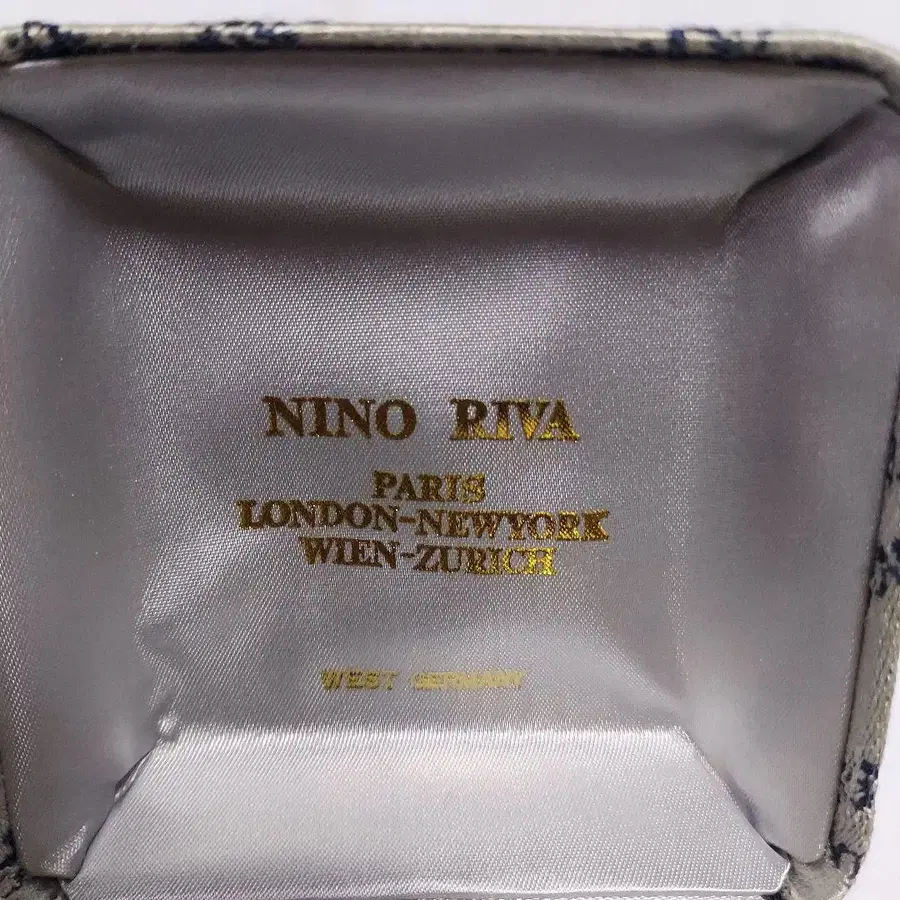 NINO RIVA
PARIS
LONDON-NEWYORK
WIEN-ZURICH
WEST GERMANY